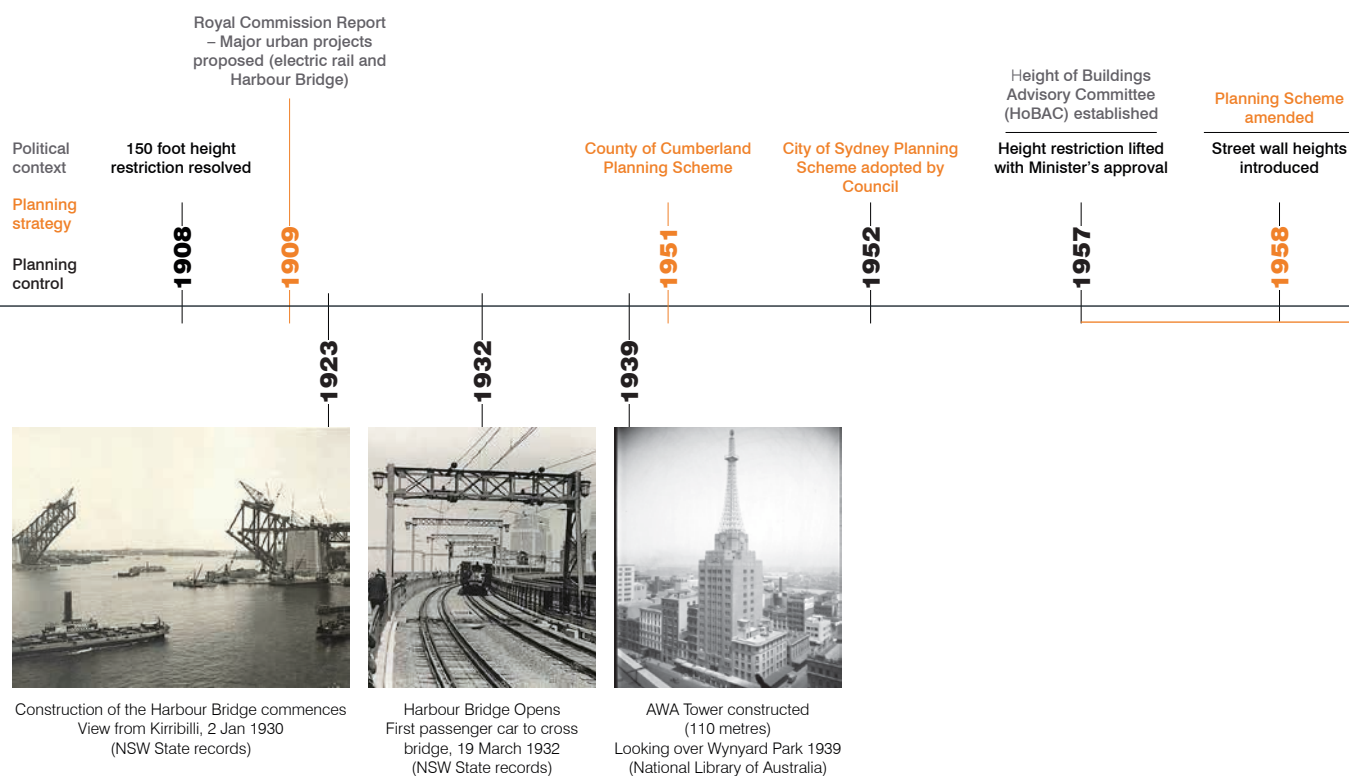 Royal Commission Report
– Major urban projects
proposed (electric rail and
Harbour Bridge)
Height of Buildings
Advisory Committee
(HoBAC) established
Planning Scheme
amended
Political
context
150 foot height
restriction resolved
County of Cumberland
Planning Scheme
City of Sydney Planning
Scheme adopted by
Council
Height restriction lifted
with Minister's approval
Street wall heights
introduced
Planning
strategy
Planning
control
1908
1909
1951
1952
1957
1958
1923
1932
1939
Construction of the Harbour Bridge commences
View from Kirribilli, 2 Jan 1930
(NSW State records)
Harbour Bridge Opens
First passenger car to cross
bridge, 19 March 1932
(NSW State records)
AWA Tower constructed
(110 metres)
Looking over Wynyard Park 1939
(National Library of Australia)